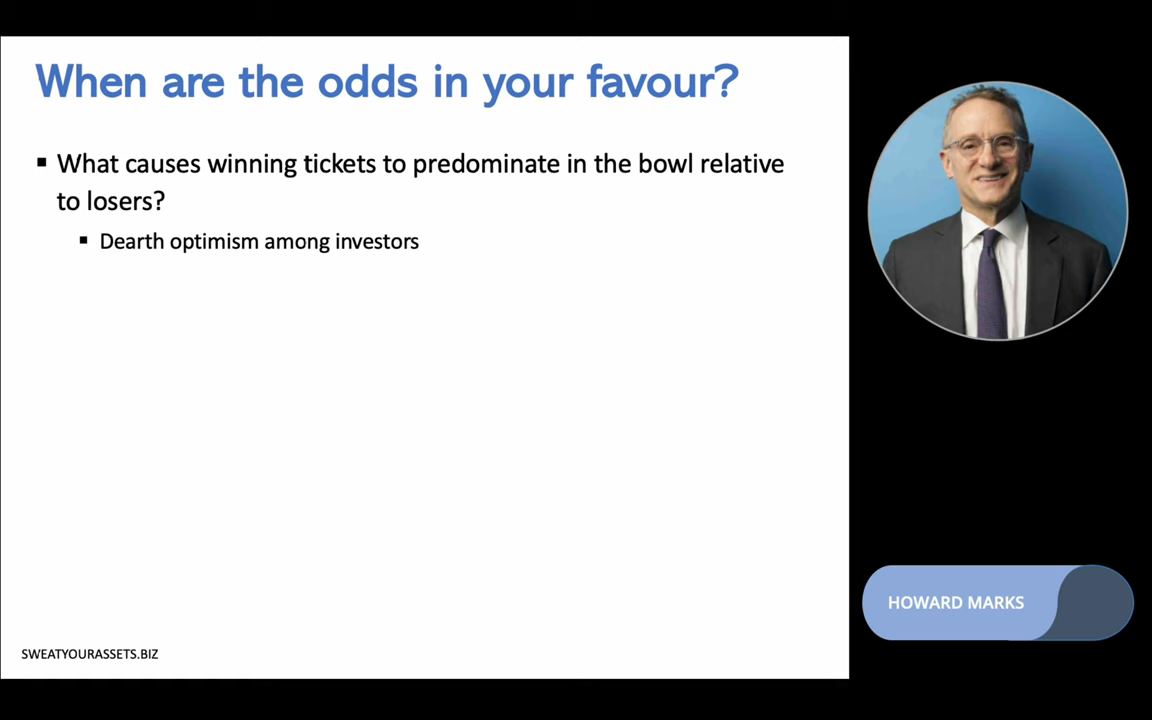 When are the odds in your favour?
▪ What causes winning tickets to predominate in the bowl relative
to losers?
▪ Dearth optimism among investors
HOWARD MARKS
SWEATYOURASSETS.BIZ